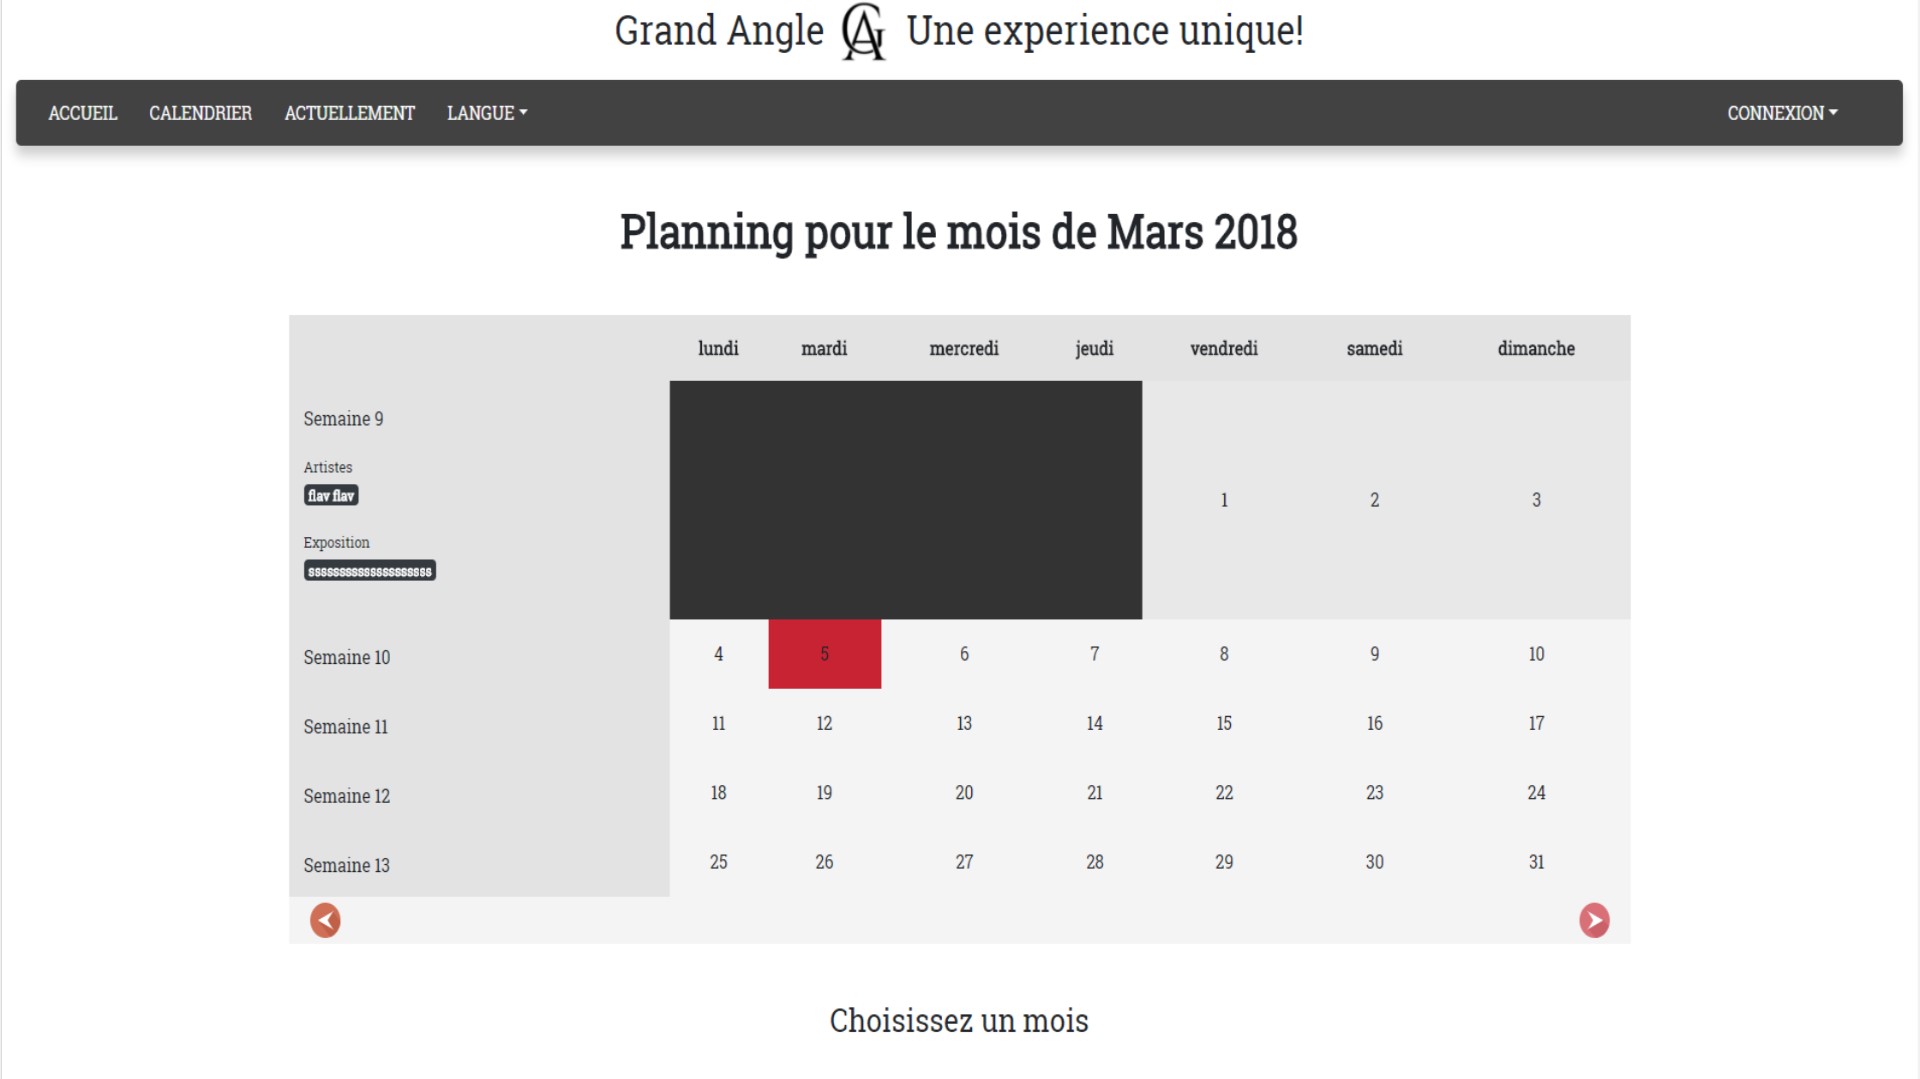 Grand Angle GA Une experience unique!
ACCUEIL CALENDRIER ACTUELLEMENT LANGUE CONNEXION
Planning pour le mois de Mars 2018
lundi mardi mercredi jeudi vendredi samedi dimanche
Semaine 9
Artistes
flav flav
1 2 3
Exposition
ssssssssssssssssssss
Semaine 10 4 5 6 7 8 9 10
Semaine 11 11 12 13 14 15 16 17
Semaine 12 18 19 20 21 22 23 24
Semaine 13 25 26 27 28 29 30 31
Choisissez un mois